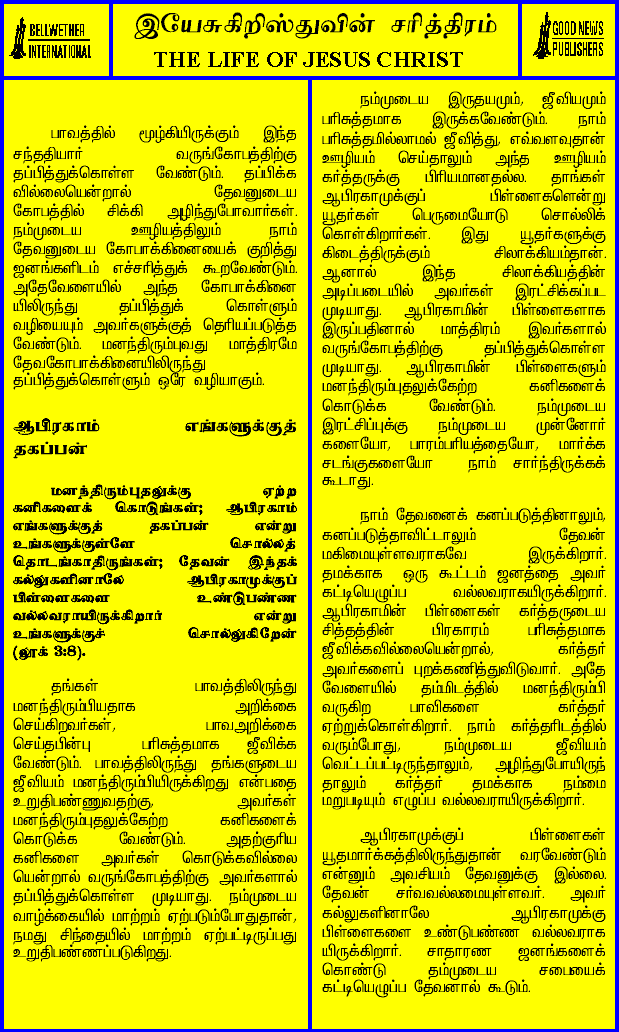 BELLWETHER
INTERNATIONAL
இயேசுகிறிஸ்துவின் சரித்திரம்
THE LIFE OF JESUS CHRIST
GOOD NEWS
PUBLISHERS
பாவத்தில் மூழ்கியிருக்கும் இந்த
சந்ததியார் வருங்கோபத்திற்கு
தப்பித்துக்கொள்ள வேண்டும். தப்பிக்க
வில்லையென்றால் தேவனுடைய
கோபத்தில் சிக்கி அழிந்துபோவார்கள்.
நம்முடைய ஊழியத்திலும் நாம்
தேவனுடைய கோபாக்கினையைக் குறித்து
ஜனங்களிடம் எச்சரித்துக் கூறவேண்டும்.
அதேவேளையில் அந்த கோபாக்கினை
யிலிருந்து தப்பித்துக் கொள்ளும்
வழியையும் அவர்களுக்குத் தெரியப்படுத்த
வேண்டும். மனந்திரும்புவது மாத்திரமே
தேவகோபாக்கினையிலிருந்து
தப்பித்துக்கொள்ளும் ஒரே வழியாகும்.
ஆபிரகாம் எங்களுக்குத்
தகப்பன்
மனந்திரும்புதலுக்கு ஏற்ற
கனிகளைக் கொடுங்கள்; ஆபிரகாம்
எங்களுக்குத் தகப்பன் என்று
உங்களுக்குள்ளே சொல்லத்
தொடங்காதிருங்கள்; தேவன் இந்தக்
கல்லுகளினாலே ஆபிரகாமுக்குப்
பிள்ளைகளை உண்டுபண்ண
வல்லவராயிருக்கிறார் என்று
உங்களுக்குச் சொல்லுகிறேன்
(லூக் 3:8).
தங்கள் பாவத்திலிருந்து
மனந்திரும்பியதாக அறிக்கை
செய்கிறவர்கள், பாவஅறிக்கை
செய்தபின்பு பரிசுத்தமாக ஜீவிக்க
வேண்டும். பாவத்திலிருந்து தங்களுடைய
ஜீவியம் மனந்திரும்பியிருக்கிறது என்பதை
உறுதிபண்ணுவதற்கு, அவர்கள்
மனந்திரும்புதலுக்கேற்ற கனிகளைக்
கொடுக்க வேண்டும். அதற்குரிய
கனிகளை அவர்கள் கொடுக்கவில்லை
யென்றால் வருங்கோபத்திற்கு அவர்களால்
தப்பித்துக்கொள்ள முடியாது. நம்முடைய
வாழ்க்கையில் மாற்றம் ஏற்படும்போதுதான்,
நமது சிந்தையில் மாற்றம் ஏற்பட்டிருப்பது
உறுதிபண்ணப்படுகிறது.
நம்முடைய இருதயமும், ஜீவியமும்
பரிசுத்தமாக இருக்கவேண்டும். நாம்
பரிசுத்தமில்லாமல் ஜீவித்து, எவ்வளவுதான்
ஊழியம் செய்தாலும் அந்த ஊழியம்
கர்த்தருக்கு பிரியமானதல்ல. தாங்கள்
ஆபிரகாமுக்குப் பிள்ளைகளென்று
யூதர்கள் பெருமையோடு சொல்லிக்
கொள்கிறார்கள். இது யூதர்களுக்கு
கிடைத்திருக்கும் சிலாக்கியம்தான்.
ஆனால் இந்த சிலாக்கியத்தின்
அடிப்படையில் அவர்கள் இரட்சிக்கப்பட
முடியாது. ஆபிரகாமின் பிள்ளைகளாக
இருப்பதினால் மாத்திரம் இவர்களால்
வருங்கோபத்திற்கு தப்பித்துக்கொள்ள
முடியாது. ஆபிரகாமின் பிள்ளைகளும்
மனந்திரும்புதலுக்கேற்ற கனிகளைக்
கொடுக்க வேண்டும். நம்முடைய
இரட்சிப்புக்கு நம்முடைய முன்னோர்
களையோ, பாரம்பரியத்தையோ, மார்க்க
சடங்குகளையோ நாம் சார்ந்திருக்கக்
கூடாது.
நாம் தேவனைக் கனப்படுத்தினாலும்,
கனப்படுத்தாவிட்டாலும் தேவன்
மகிமையுள்ளவராகவே இருக்கிறார்.
தமக்காக ஒரு கூட்டம் ஜனத்தை அவர்
கட்டியெழுப்ப வல்லவராகயிருக்கிறார்.
ஆபிரகாமின் பிள்ளைகள் கர்த்தருடைய
சித்தத்தின் பிரகாரம் பரிசுத்தமாக
ஜீவிக்கவில்லையென்றால், கர்த்தர்
அவர்களைப் புறக்கணித்துவிடுவார். அதே
வேளையில் தம்மிடத்தில் மனந்திரும்பி
வருகிற பாவிகளை கர்த்தர்
ஏற்றுக்கொள்கிறார். நாம் கர்த்தரிடத்தில்
வரும்போது, நம்முடைய ஜீவியம்
வெட்டப்பட்டிருந்தாலும், அழிந்துபோயிருந்
தாலும் கர்த்தர் தமக்காக நம்மை
மறுபடியும் எழுப்ப வல்லவராயிருக்கிறார்.
ஆபிரகாமுக்குப் பிள்ளைகள்
யூதமார்க்கத்திலிருந்துதான் வரவேண்டும்
என்னும் அவசியம் தேவனுக்கு இல்லை.
தேவன் சர்வவல்லமையுள்ளவர். அவர்
கல்லுகளினாலே ஆபிரகாமுக்கு
பிள்ளைகளை உண்டுபண்ண வல்லவராக
யிருக்கிறார். சாதாரண ஜனங்களைக்
கொண்டு தம்முடைய சபையைக்
கட்டியெழுப்ப தேவனால் கூடும்.